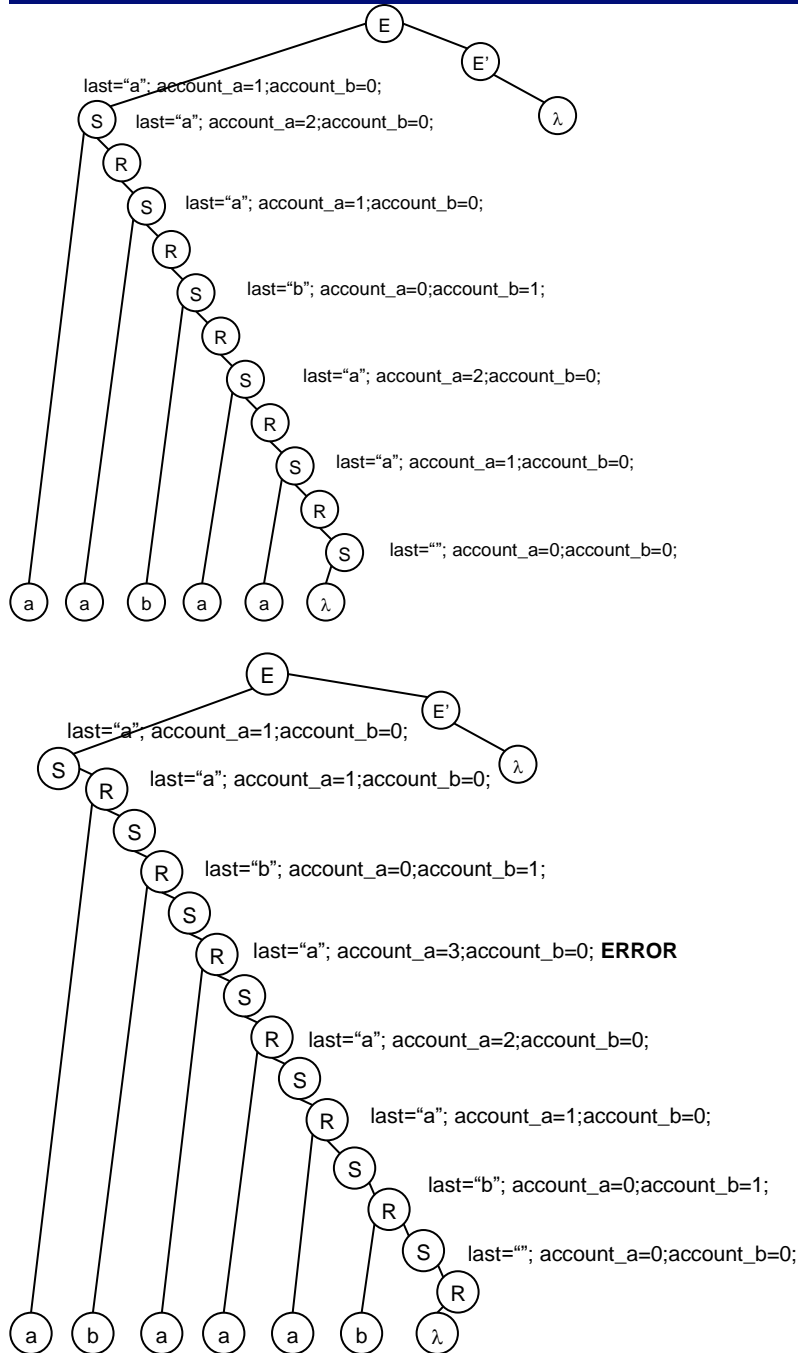 E
E’
last=“a”; account_a=1;account_b=0;
λ
S
last=“a”; account_a=2;account_b=0;
R
S
last=“a”; account_a=1;account_b=0;
R
S
last=“b”; account_a=0;account_b=1;
R
S
last=“a”; account_a=2;account_b=0;
R
S
last=“a”; account_a=1;account_b=0;
R
S
last=“”; account_a=0;account_b=0;
a a b a a λ
E
E’
last=“a”; account_a=1;account_b=0;
S
λ
R
last=“a”; account_a=1;account_b=0;
S
R
last=“b”; account_a=0;account_b=1;
S
R
last=“a”; account_a=3;account_b=0; ERROR
S
R
last=“a”; account_a=2;account_b=0;
S
R
last=“a”; account_a=1;account_b=0;
S
last=“b”; account_a=0;account_b=1;
R
S
last=“”; account_a=0;account_b=0;
R
a b a a a b λ